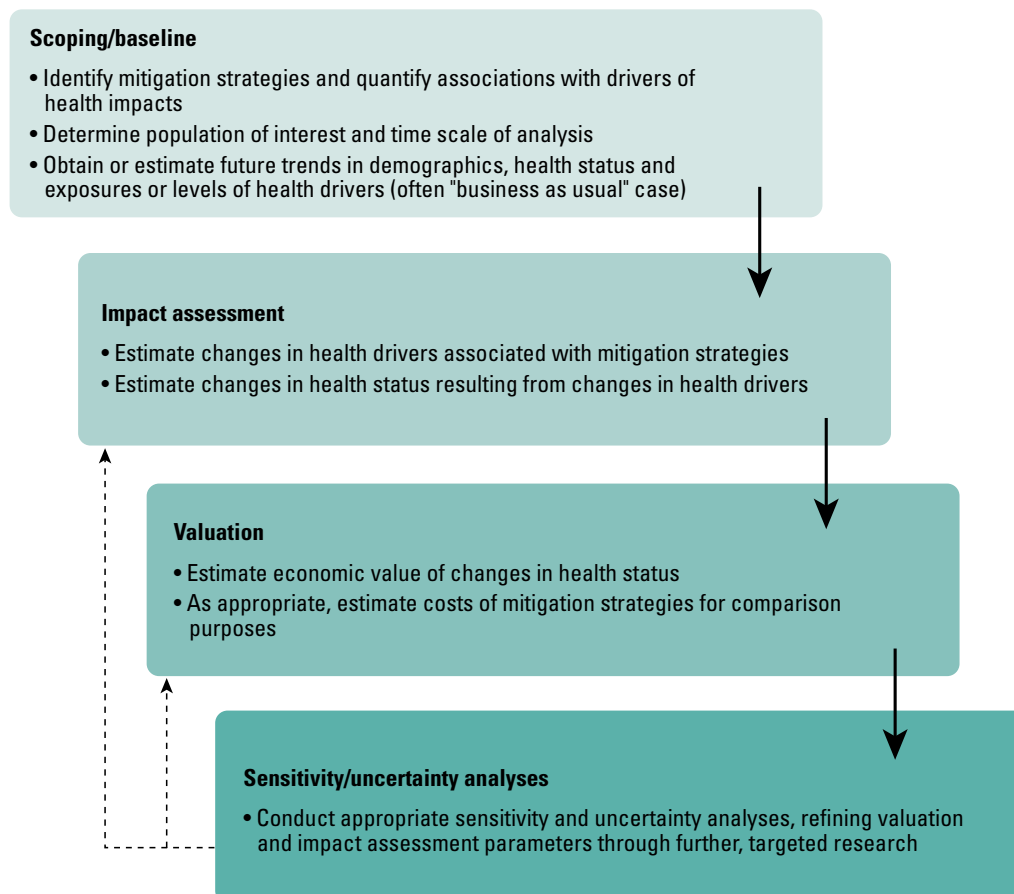 Scoping/baseline
• Identify mitigation strategies and quantify associations with drivers of
health impacts
• Determine population of interest and time scale of analysis
• Obtain or estimate future trends in demographics, health status and
exposures or levels of health drivers (often "business as usual" case)
Impact assessment
• Estimate changes in health drivers associated with mitigation strategies
• Estimate changes in health status resulting from changes in health drivers
Valuation
• Estimate economic value of changes in health status
• As appropriate, estimate costs of mitigation strategies for comparison
purposes
Sensitivity/uncertainty analyses
• Conduct appropriate sensitivity and uncertainty analyses, refining valuation
and impact assessment parameters through further, targeted research